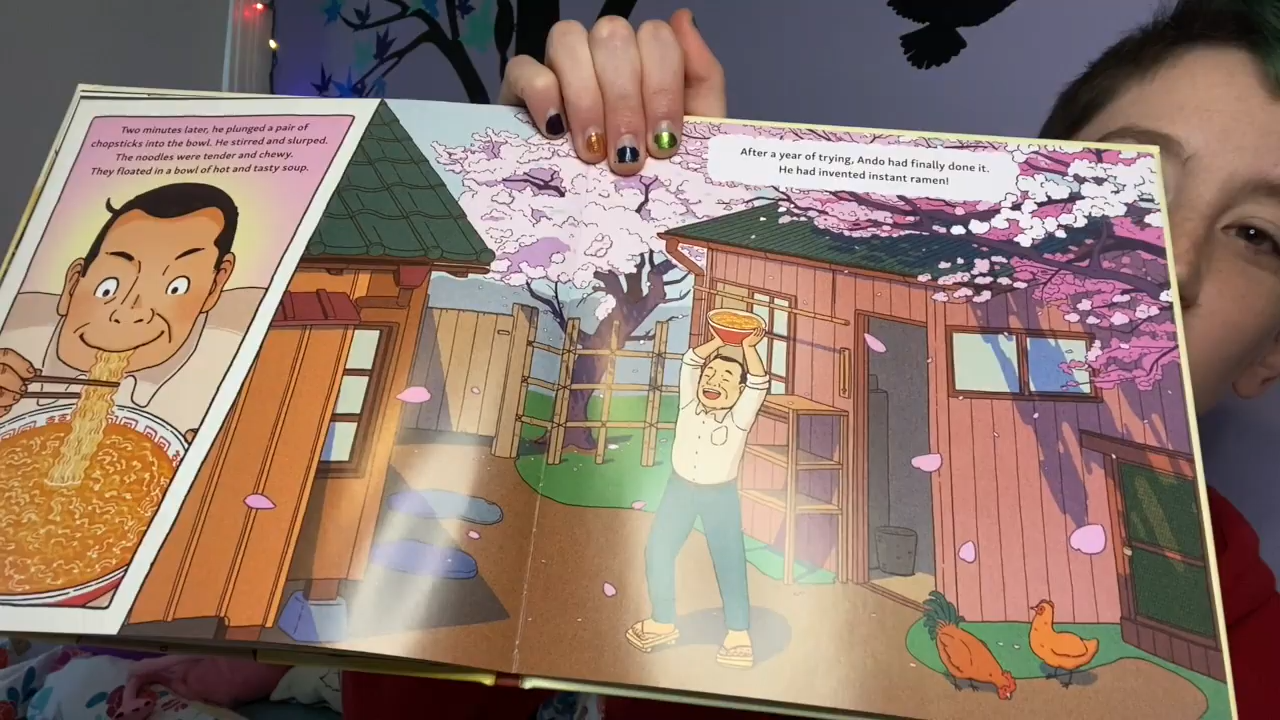 Two minutes later, he plunged a pair of
chopsticks into the bowl. He stirred and slurped.
The noodles were tender and chewy.
They floated in a bowl of hot and tasty soup.
After a year of trying, Ando had finally done it.
He had invented instant ramen!